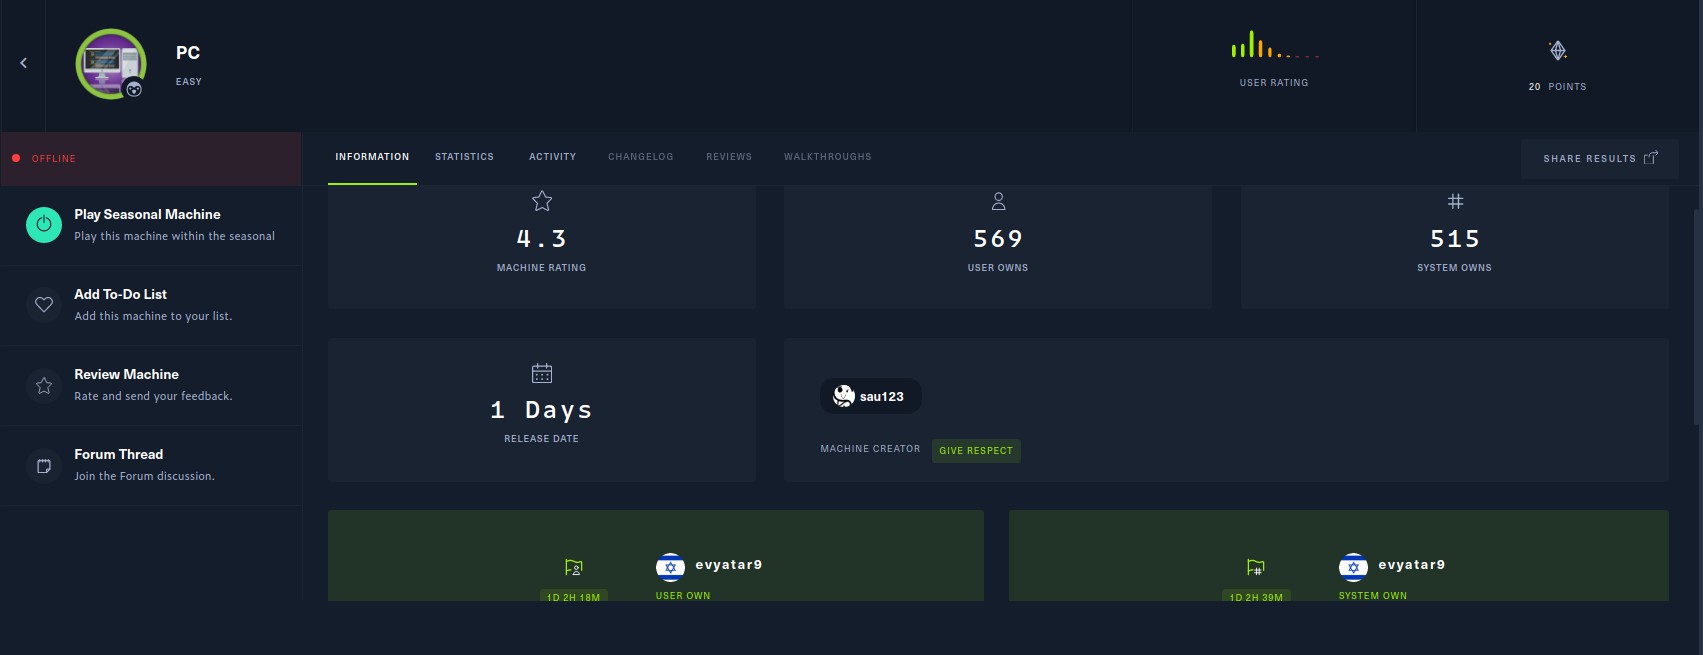 PC
EASY
USER RATING
20 POINTS
OFFLINE
INFORMATION
STATISTICS
ACTIVITY
CHANGELOG
REVIEWS
WALKTHROUGHS
SHARE RESULTS
Play Seasonal Machine
Play this machine within the seasonal
Add To-Do List
Add this machine to your list.
Review Machine
Rate and send your feedback.
Forum Thread
Join the Forum discussion.
4.3
MACHINE RATING
569
USER OWNS
515
SYSTEM OWNS
1 Days
RELEASE DATE
sau123
MACHINE CREATOR
GIVE RESPECT
evyatar9
1D 2H 18M
USER OWN
evyatar9
1D 2H 39M
SYSTEM OWN